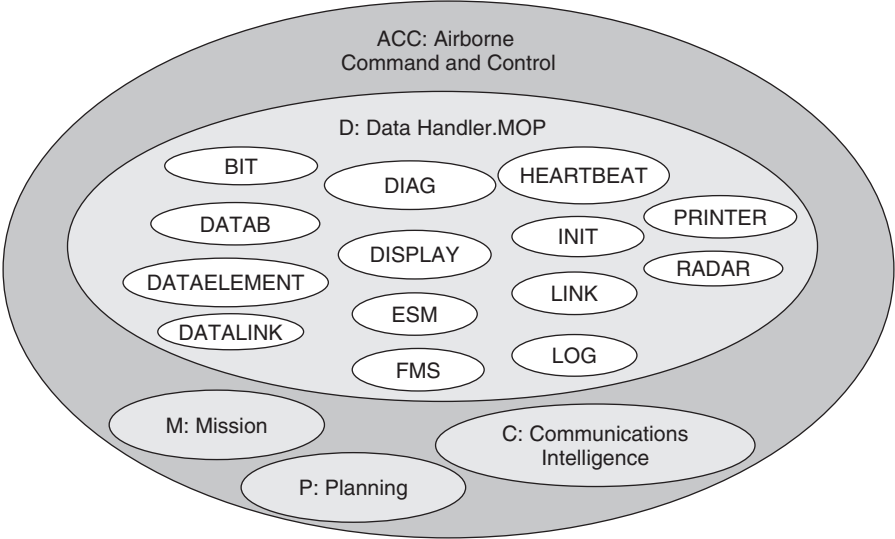 ACC: Airborne
Command and Control
D: Data Handler.MOP
BIT
DIAG
HEARTBEAT
DATAB
PRINTER
INIT
DISPLAY
RADAR
DATAELEMENT
LINK
ESM
DATALINK
LOG
FMS
M: Mission
C: Communications
Intelligence
P: Planning